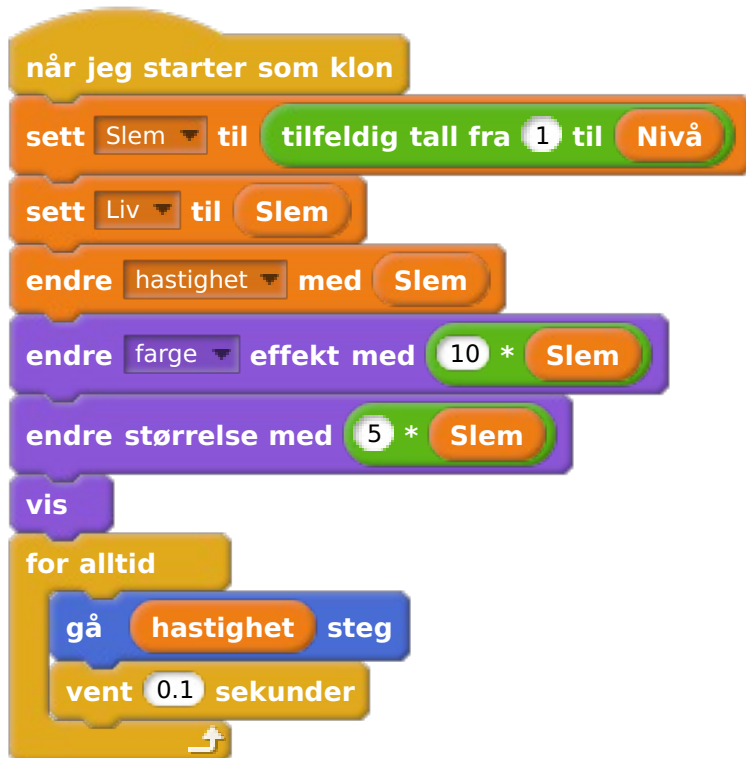 når jeg starter som klon
sett Slem til tilfeldig tall fra 1 til Nivå
sett Liv til Slem
endre hastighet med Slem
endre farge effekt med 10 * Slem
endre størrelse med 5 * Slem
vis
for alltid
gå hastighet steg
vent 0.1 sekunder